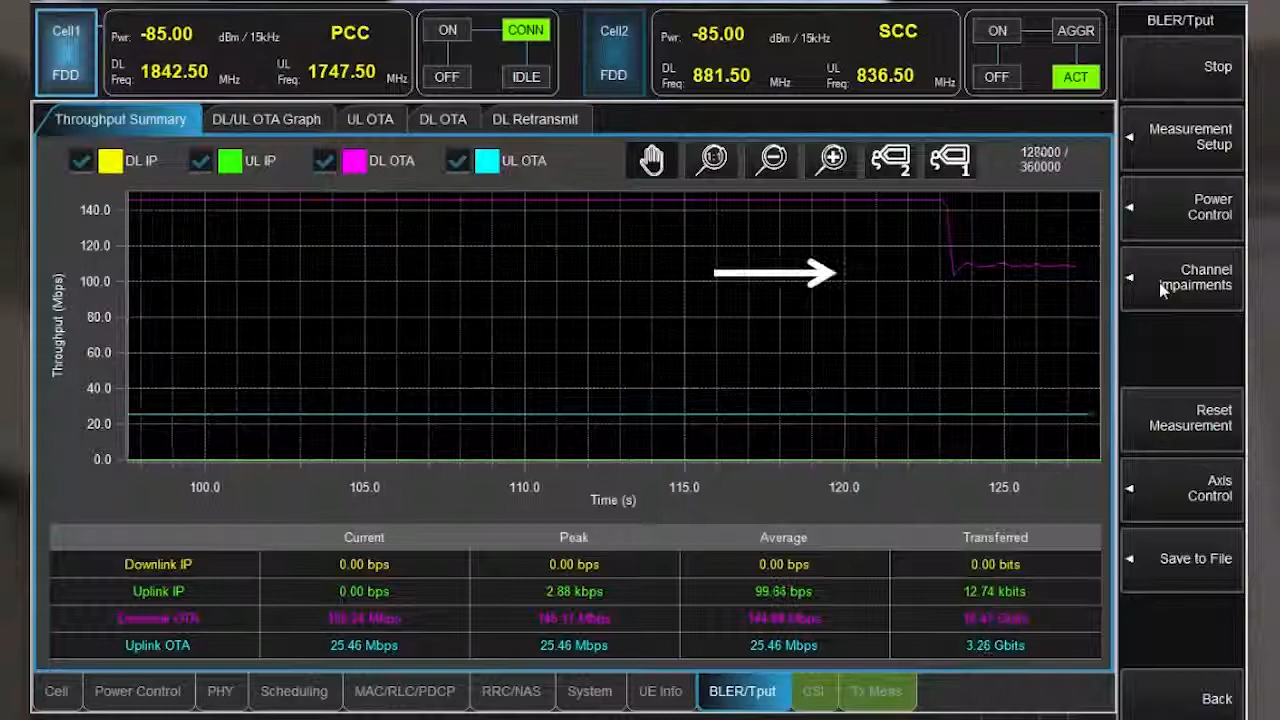 Cell1
FDD
Pwr: -85.00 dBm / 15kHz PCC
DL Freq: 1842.50 MHz UL Freq: 1747.50 MHz
ON CONN
OFF IDLE
Cell2
FDD
Pwr: -85.00 dBm / 15kHz SCC
DL Freq: 881.50 MHz UL Freq: 836.50 MHz
ON AGGR
OFF ACT
BLER/Tput
Stop
Measurement
Setup
Power
Control
Channel
Impairments
Reset
Measurement
Axis
Control
Save to File
Back
Throughput Summary DL/UL OTA Graph UL OTA DL OTA DL Retransmit
DL IP UL IP DL OTA UL OTA
1:1 2 1
128000 /
360000
Throughput (Mbps)
140.0
120.0
100.0
80.0
60.0
40.0
20.0
0.0
100.0 105.0 110.0 115.0 120.0 125.0
Time (s)
Current Peak Average Transferred
Downlink IP 0.00 bps 0.00 bps 0.00 bps 0.00 bits
Uplink IP 0.00 bps 2.88 kbps 99.66 bps 12.74 kbits
Downlink OTA
Uplink OTA 25.46 Mbps 25.46 Mbps 25.46 Mbps 3.26 Gbits
Cell Power Control PHY Scheduling MAC/RLC/PDCP RRC/NAS System UE Info BLER/Tput CSI Tx Meas